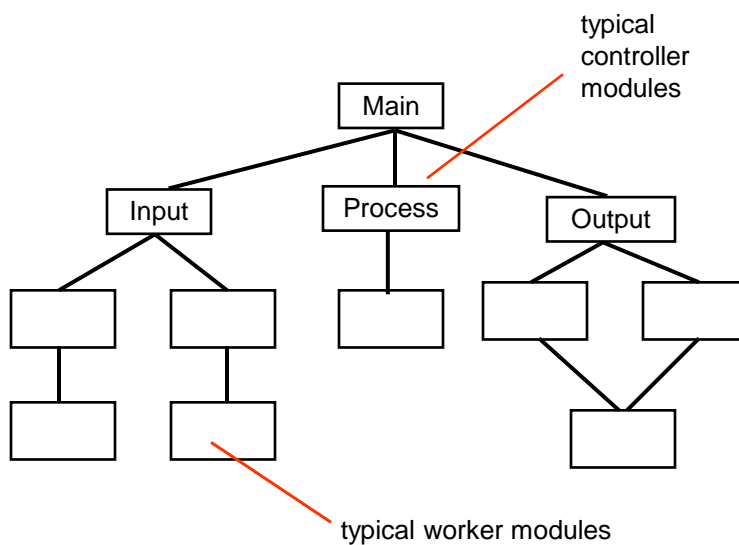 typical
controller
modules
Main
Input
Process
Output
typical worker modules